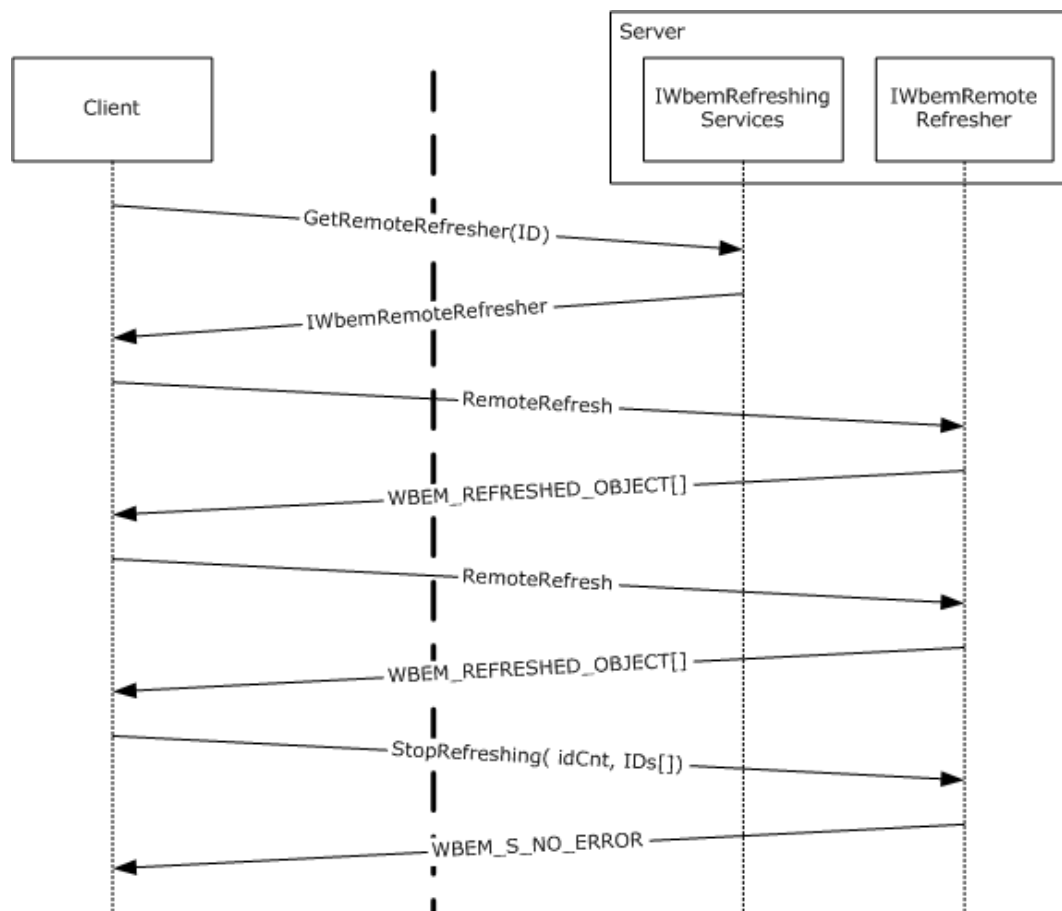 Server
Client
IWbemRefreshing
Services
IWbemRemote
Refresher
GetRemoteRefresher(ID)
IWbemRemoteRefresher
RemoteRefresh
WBEM_REFRESHED_OBJECT[]
RemoteRefresh
WBEM_REFRESHED_OBJECT[]
StopRefreshing( idCnt, IDs[])
WBEM_S_NO_ERROR